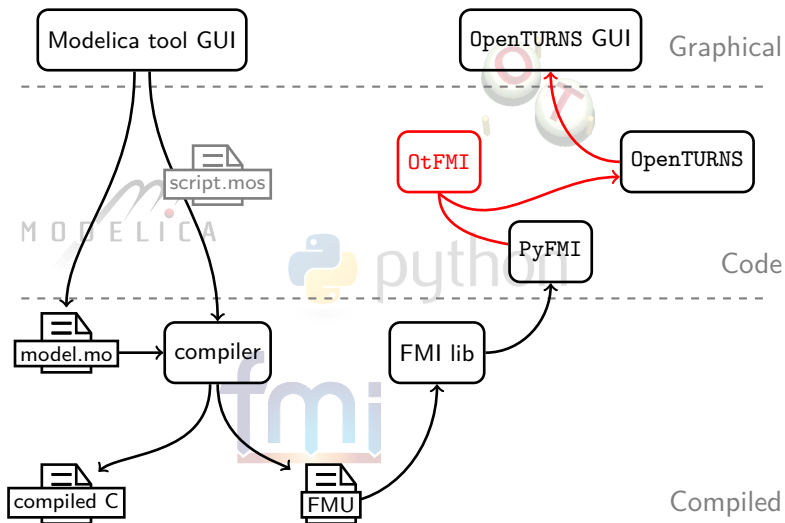 Modelica tool GUI
OpenTURNS GUI
Graphical
OT
script.mos
OtFMI
OpenTURNS
MODELICA
python
PyFMI
Code
model.mo
compiler
FMI lib
fmi
compiled C
FMU
Compiled